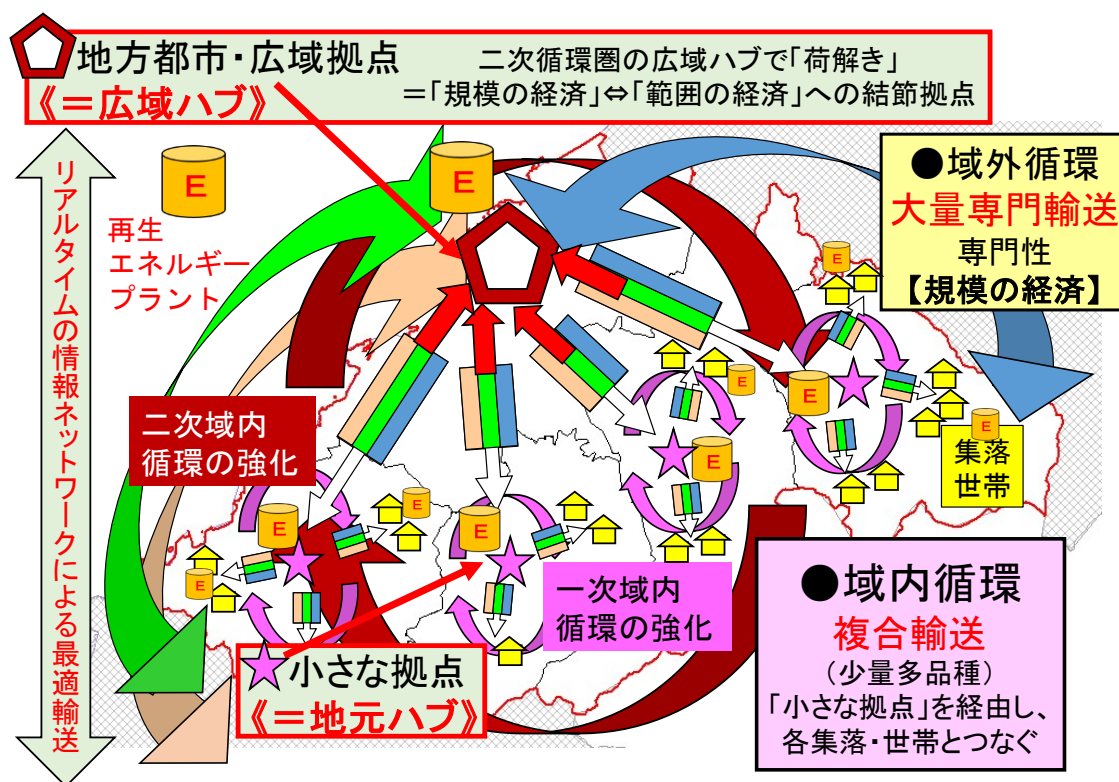 地方都市・広域拠点
《＝広域ハブ》
二次循環圏の広域ハブで「荷解き」
＝「規模の経済」⇔「範囲の経済」への結節拠点
リアルタイムの情報ネットワークによる最適輸送
E
再生
エネルギー
プラント
E
●域外循環
大量専門輸送
専門性
【規模の経済】
E
E
E
E
集落
世帯
二次域内
循環の強化
E
E
E
E
E
一次域内
循環の強化
小さな拠点
《＝地元ハブ》
●域内循環
複合輸送
（少量多品種）
「小さな拠点」を経由し、
各集落・世帯とつなぐ